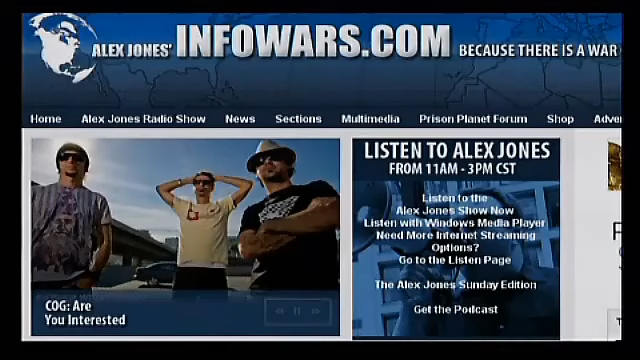 ALEX JONES' INFOWARS.COM BECAUSE THERE IS A WAR
Home Alex Jones Radio Show News Sections Multimedia Prison Planet Forum Shop Adve
LISTEN TO ALEX JONES
FROM 11AM - 3PM CST
Listen to the
Alex Jones Show Now
Listen with Windows Media Player
Need More Internet Streaming
Options?
Go to the Listen Page
The Alex Jones Sunday Edition
Get the Podcast
COG: Are
You Interested